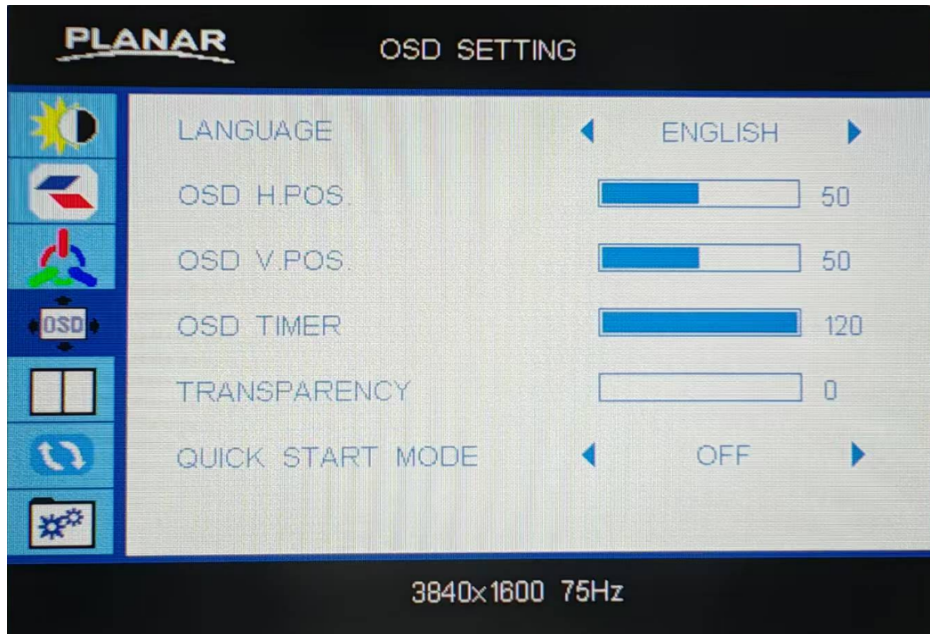 PLANAR
OSD SETTING
LANGUAGE ENGLISH
OSD H.POS. 50
OSD V.POS. 50
OSD TIMER 120
OSD
TRANSPARENCY 0
QUICK START MODE OFF
3840x1600 75Hz